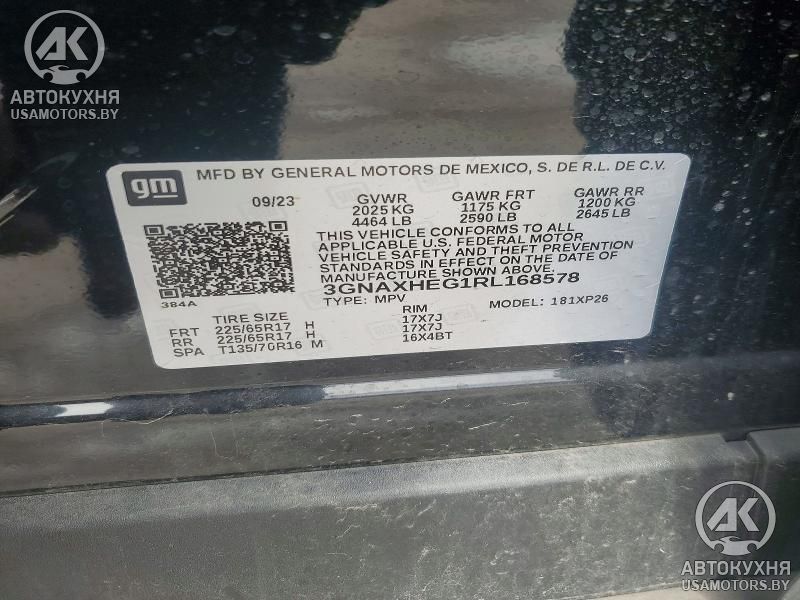 AK
АВТОКУХНЯ
USAMOTORS.BY
gm
MFD BY GENERAL MOTORS DE MEXICO, S. DE R.L. DE C.V.
09/23 GVWR GAWR FRT GAWR RR
2025 KG 1175 KG 1200 KG
4464 LB 2590 LB 2645 LB
THIS VEHICLE CONFORMS TO ALL
APPLICABLE U.S. FEDERAL MOTOR
VEHICLE SAFETY AND THEFT PREVENTION
STANDARDS IN EFFECT ON THE DATE OF
MANUFACTURE SHOWN ABOVE.
3GNAXHEG1RL168578
384A TYPE: MPV MODEL: 181XP26
TIRE SIZE RIM
FRT 225/65R17 H 17X7J
RR 225/65R17 H 17X7J
SPA T135/70R16 M 16X4BT
AK
АВТОКУХНЯ
USAMOTORS.BY